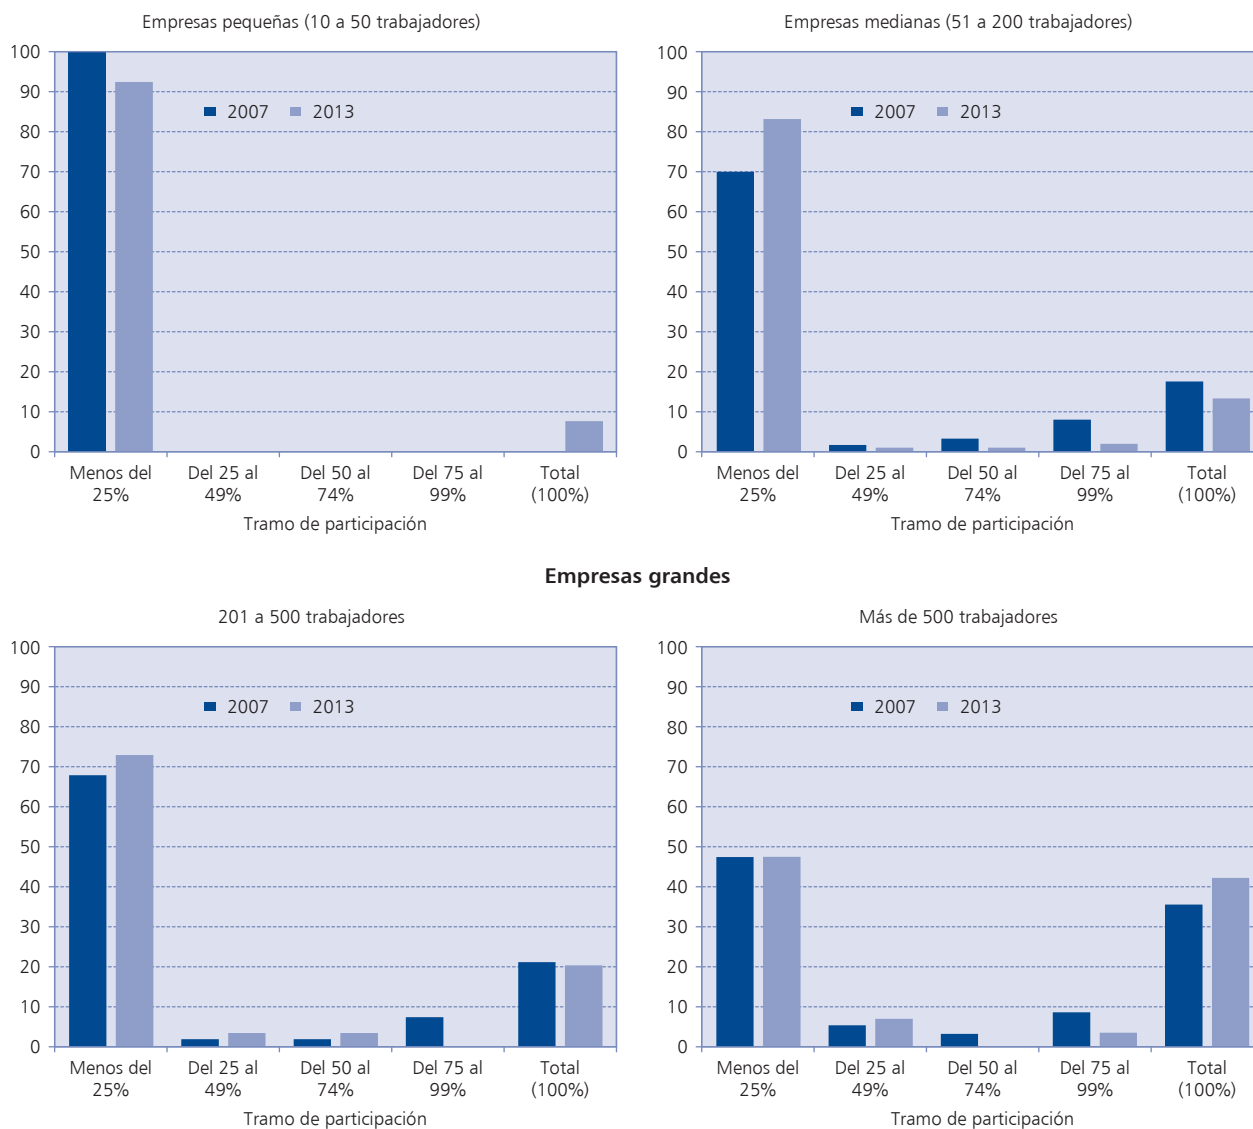 Empresas pequeñas (10 a 50 trabajadores)
100
90
80
70
60
50
40
30
20
10
0
2007 2013
Menos del 25%
Del 25 al 49%
Del 50 al 74%
Del 75 al 99%
Total (100%)
Tramo de participación
Empresas medianas (51 a 200 trabajadores)
100
90
80
70
60
50
40
30
20
10
0
2007 2013
Menos del 25%
Del 25 al 49%
Del 50 al 74%
Del 75 al 99%
Total (100%)
Tramo de participación
Empresas grandes
201 a 500 trabajadores
100
90
80
70
60
50
40
30
20
10
0
2007 2013
Menos del 25%
Del 25 al 49%
Del 50 al 74%
Del 75 al 99%
Total (100%)
Tramo de participación
Más de 500 trabajadores
100
90
80
70
60
50
40
30
20
10
0
2007 2013
Menos del 25%
Del 25 al 49%
Del 50 al 74%
Del 75 al 99%
Total (100%)
Tramo de participación